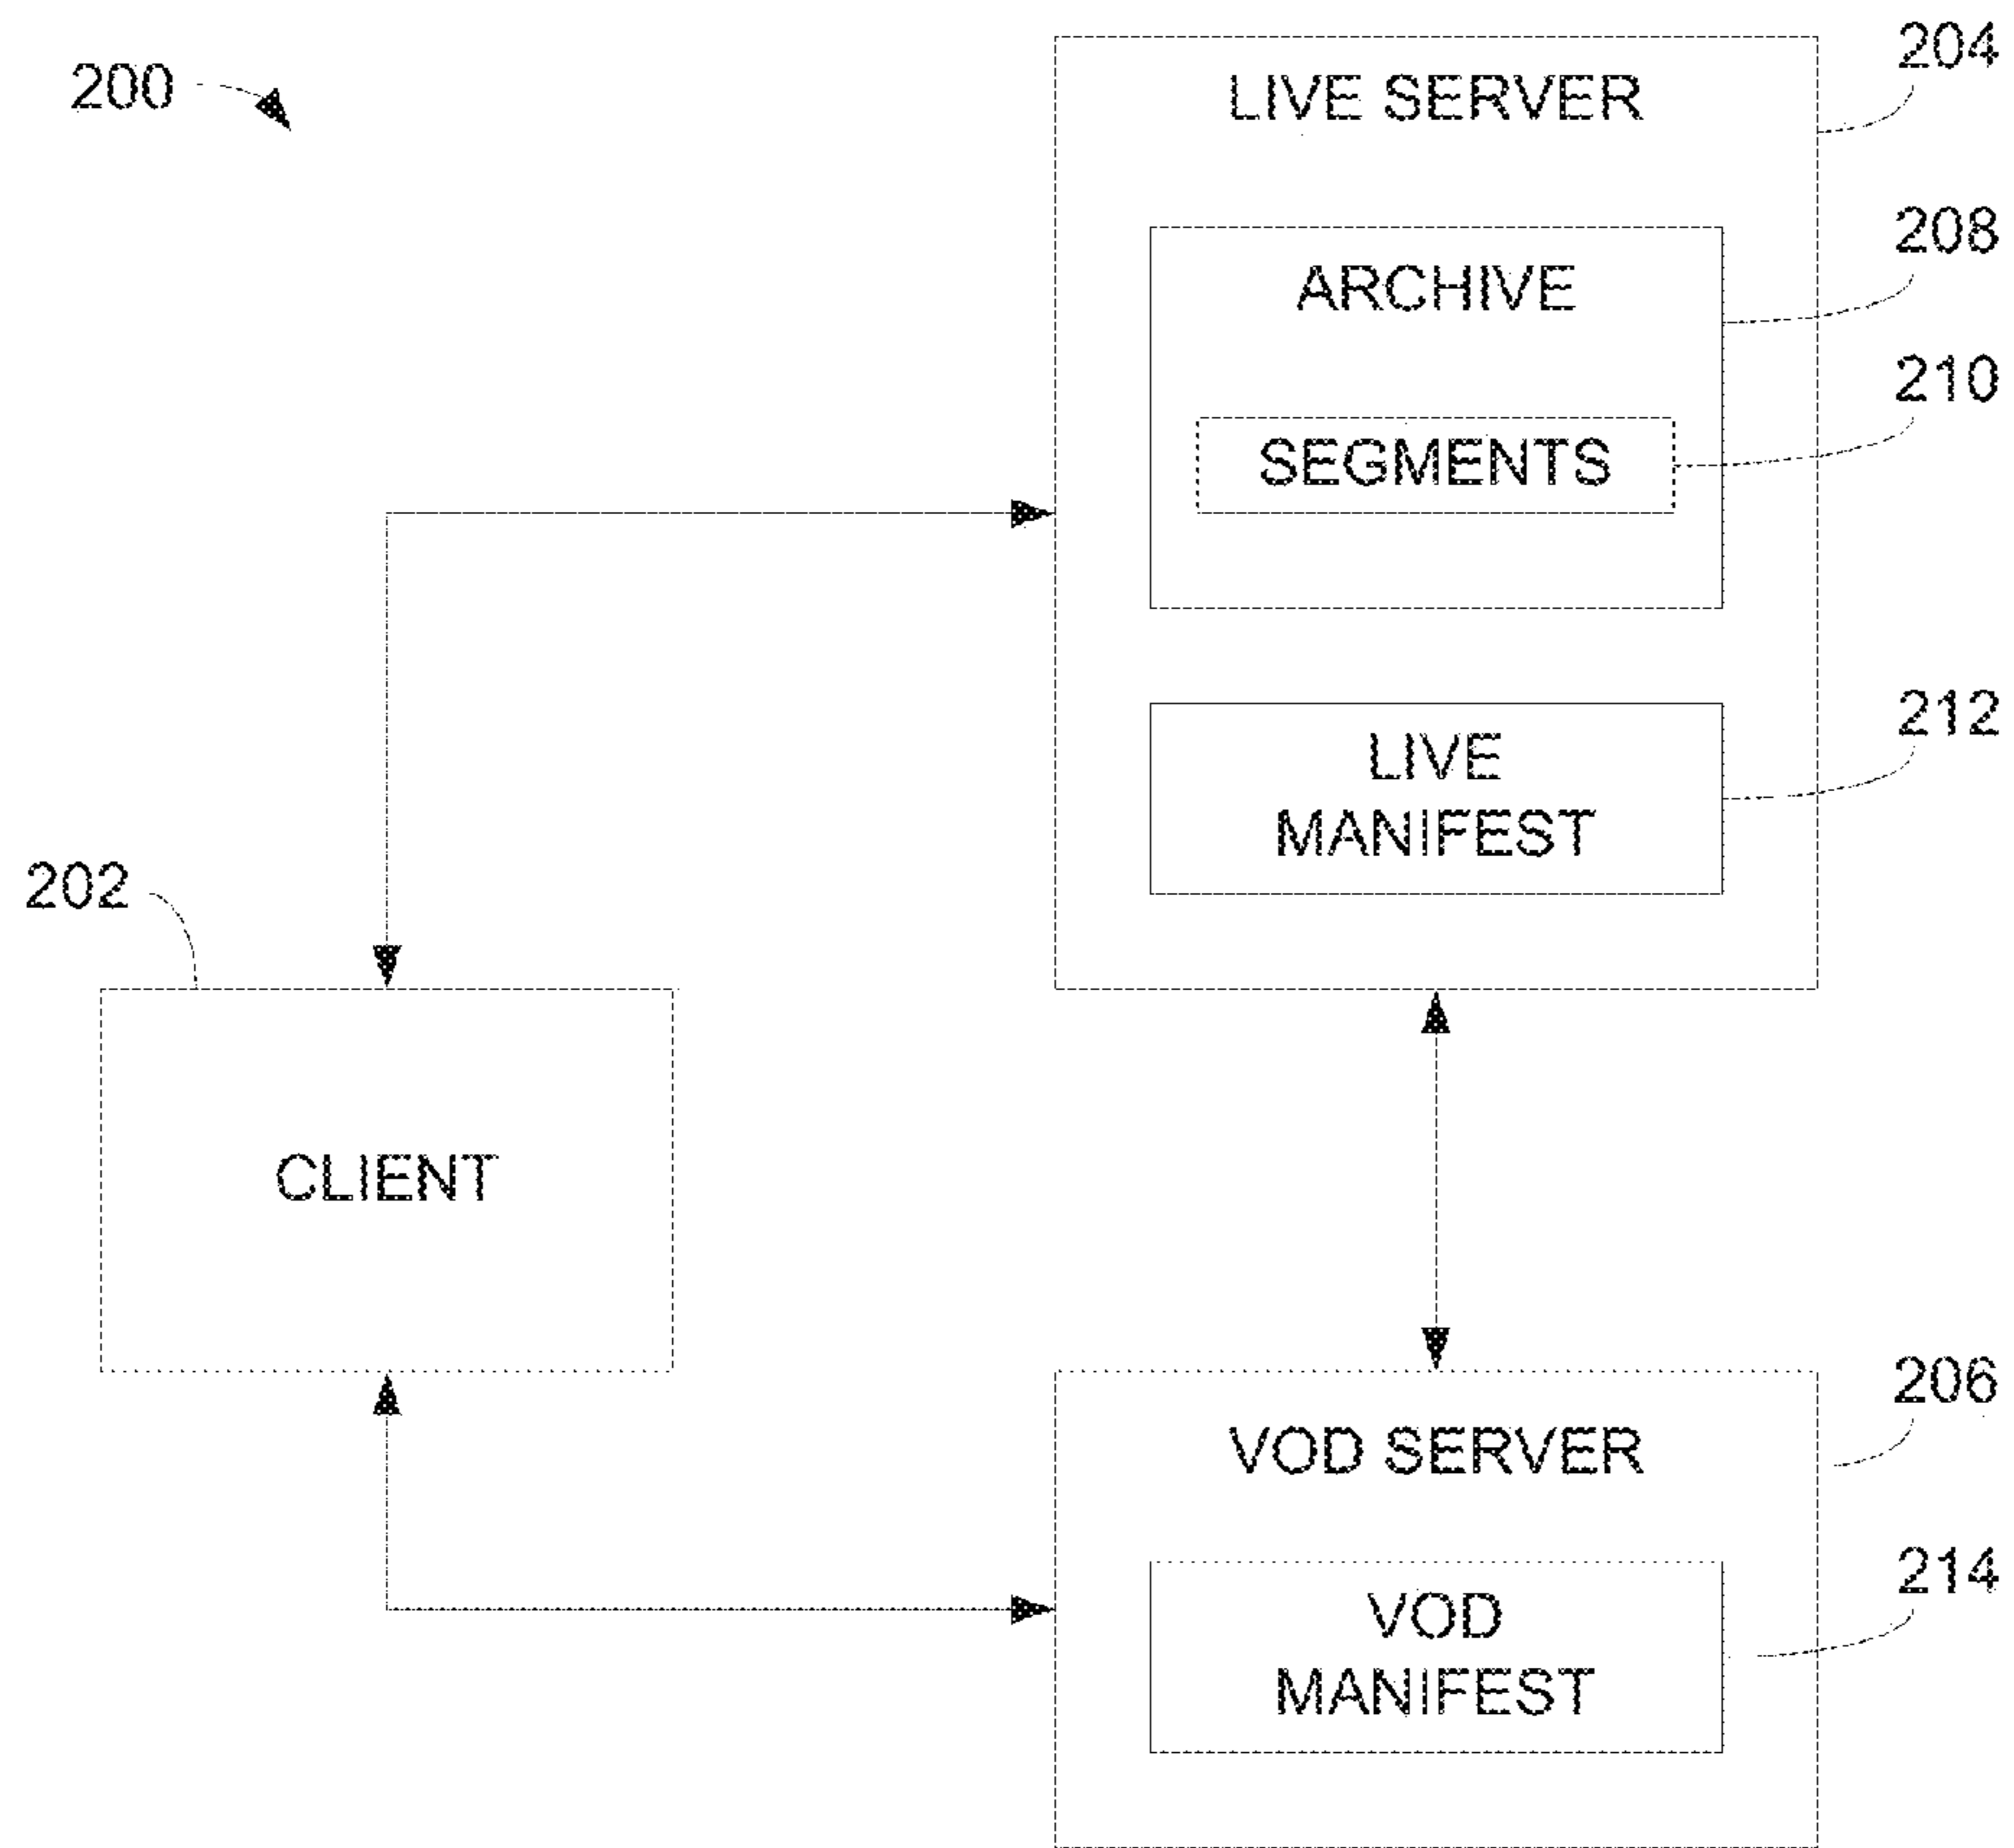 200
204
LIVE SERVER
208
ARCHIVE
210
SEGMENTS
212
LIVE
MANIFEST
202
CLIENT
206
VOD SERVER
214
VOD
MANIFEST